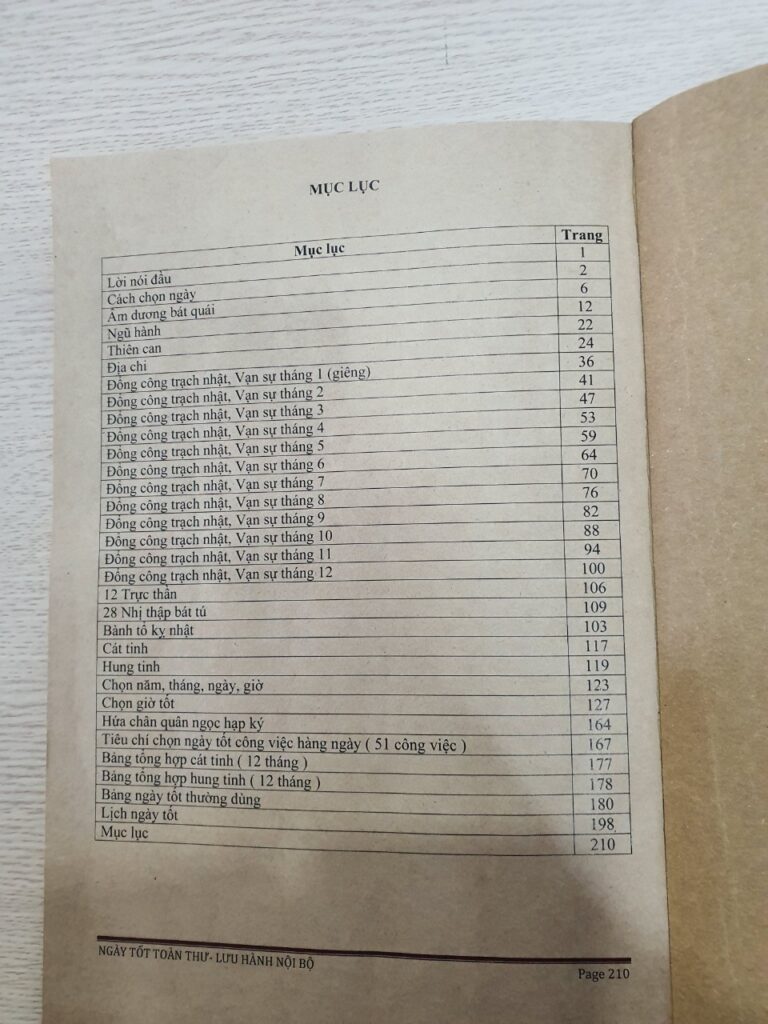 MỤC LỤC
Mục lục Trang
Lời nói đầu 1
Cách chọn ngày 2
Âm dương bát quái 6
Ngũ hành 12
Thiên can 22
Địa chi 24
Đổng công trạch nhật, Vạn sự tháng 1 (giêng) 36
Đổng công trạch nhật, Vạn sự tháng 2 41
Đổng công trạch nhật, Vạn sự tháng 3 47
Đổng công trạch nhật, Vạn sự tháng 4 53
Đổng công trạch nhật, Vạn sự tháng 5 59
Đổng công trạch nhật, Vạn sự tháng 6 64
Đổng công trạch nhật, Vạn sự tháng 7 70
Đổng công trạch nhật, Vạn sự tháng 8 76
Đổng công trạch nhật, Vạn sự tháng 9 82
Đổng công trạch nhật, Vạn sự tháng 10 88
Đổng công trạch nhật, Vạn sự tháng 11 94
Đổng công trạch nhật, Vạn sự tháng 12 100
12 Trực thần 106
28 Nhị thập bát tú 109
Bành tổ kỵ nhật 103
Cát tinh 117
Hung tinh 119
Chọn năm, tháng, ngày, giờ 123
Chọn giờ tốt 127
Hứa chân quân ngọc hạp ký 164
Tiêu chí chọn ngày tốt công việc hàng ngày ( 51 công việc ) 167
Bảng tổng hợp cát tinh ( 12 tháng ) 177
Bảng tổng hợp hung tinh ( 12 tháng ) 178
Bảng ngày tốt thường dùng 180
Lịch ngày tốt 198
Mục lục 210
NGÀY TỐT TOÀN THƯ- LƯU HÀNH NỘI BỘ
Page 210